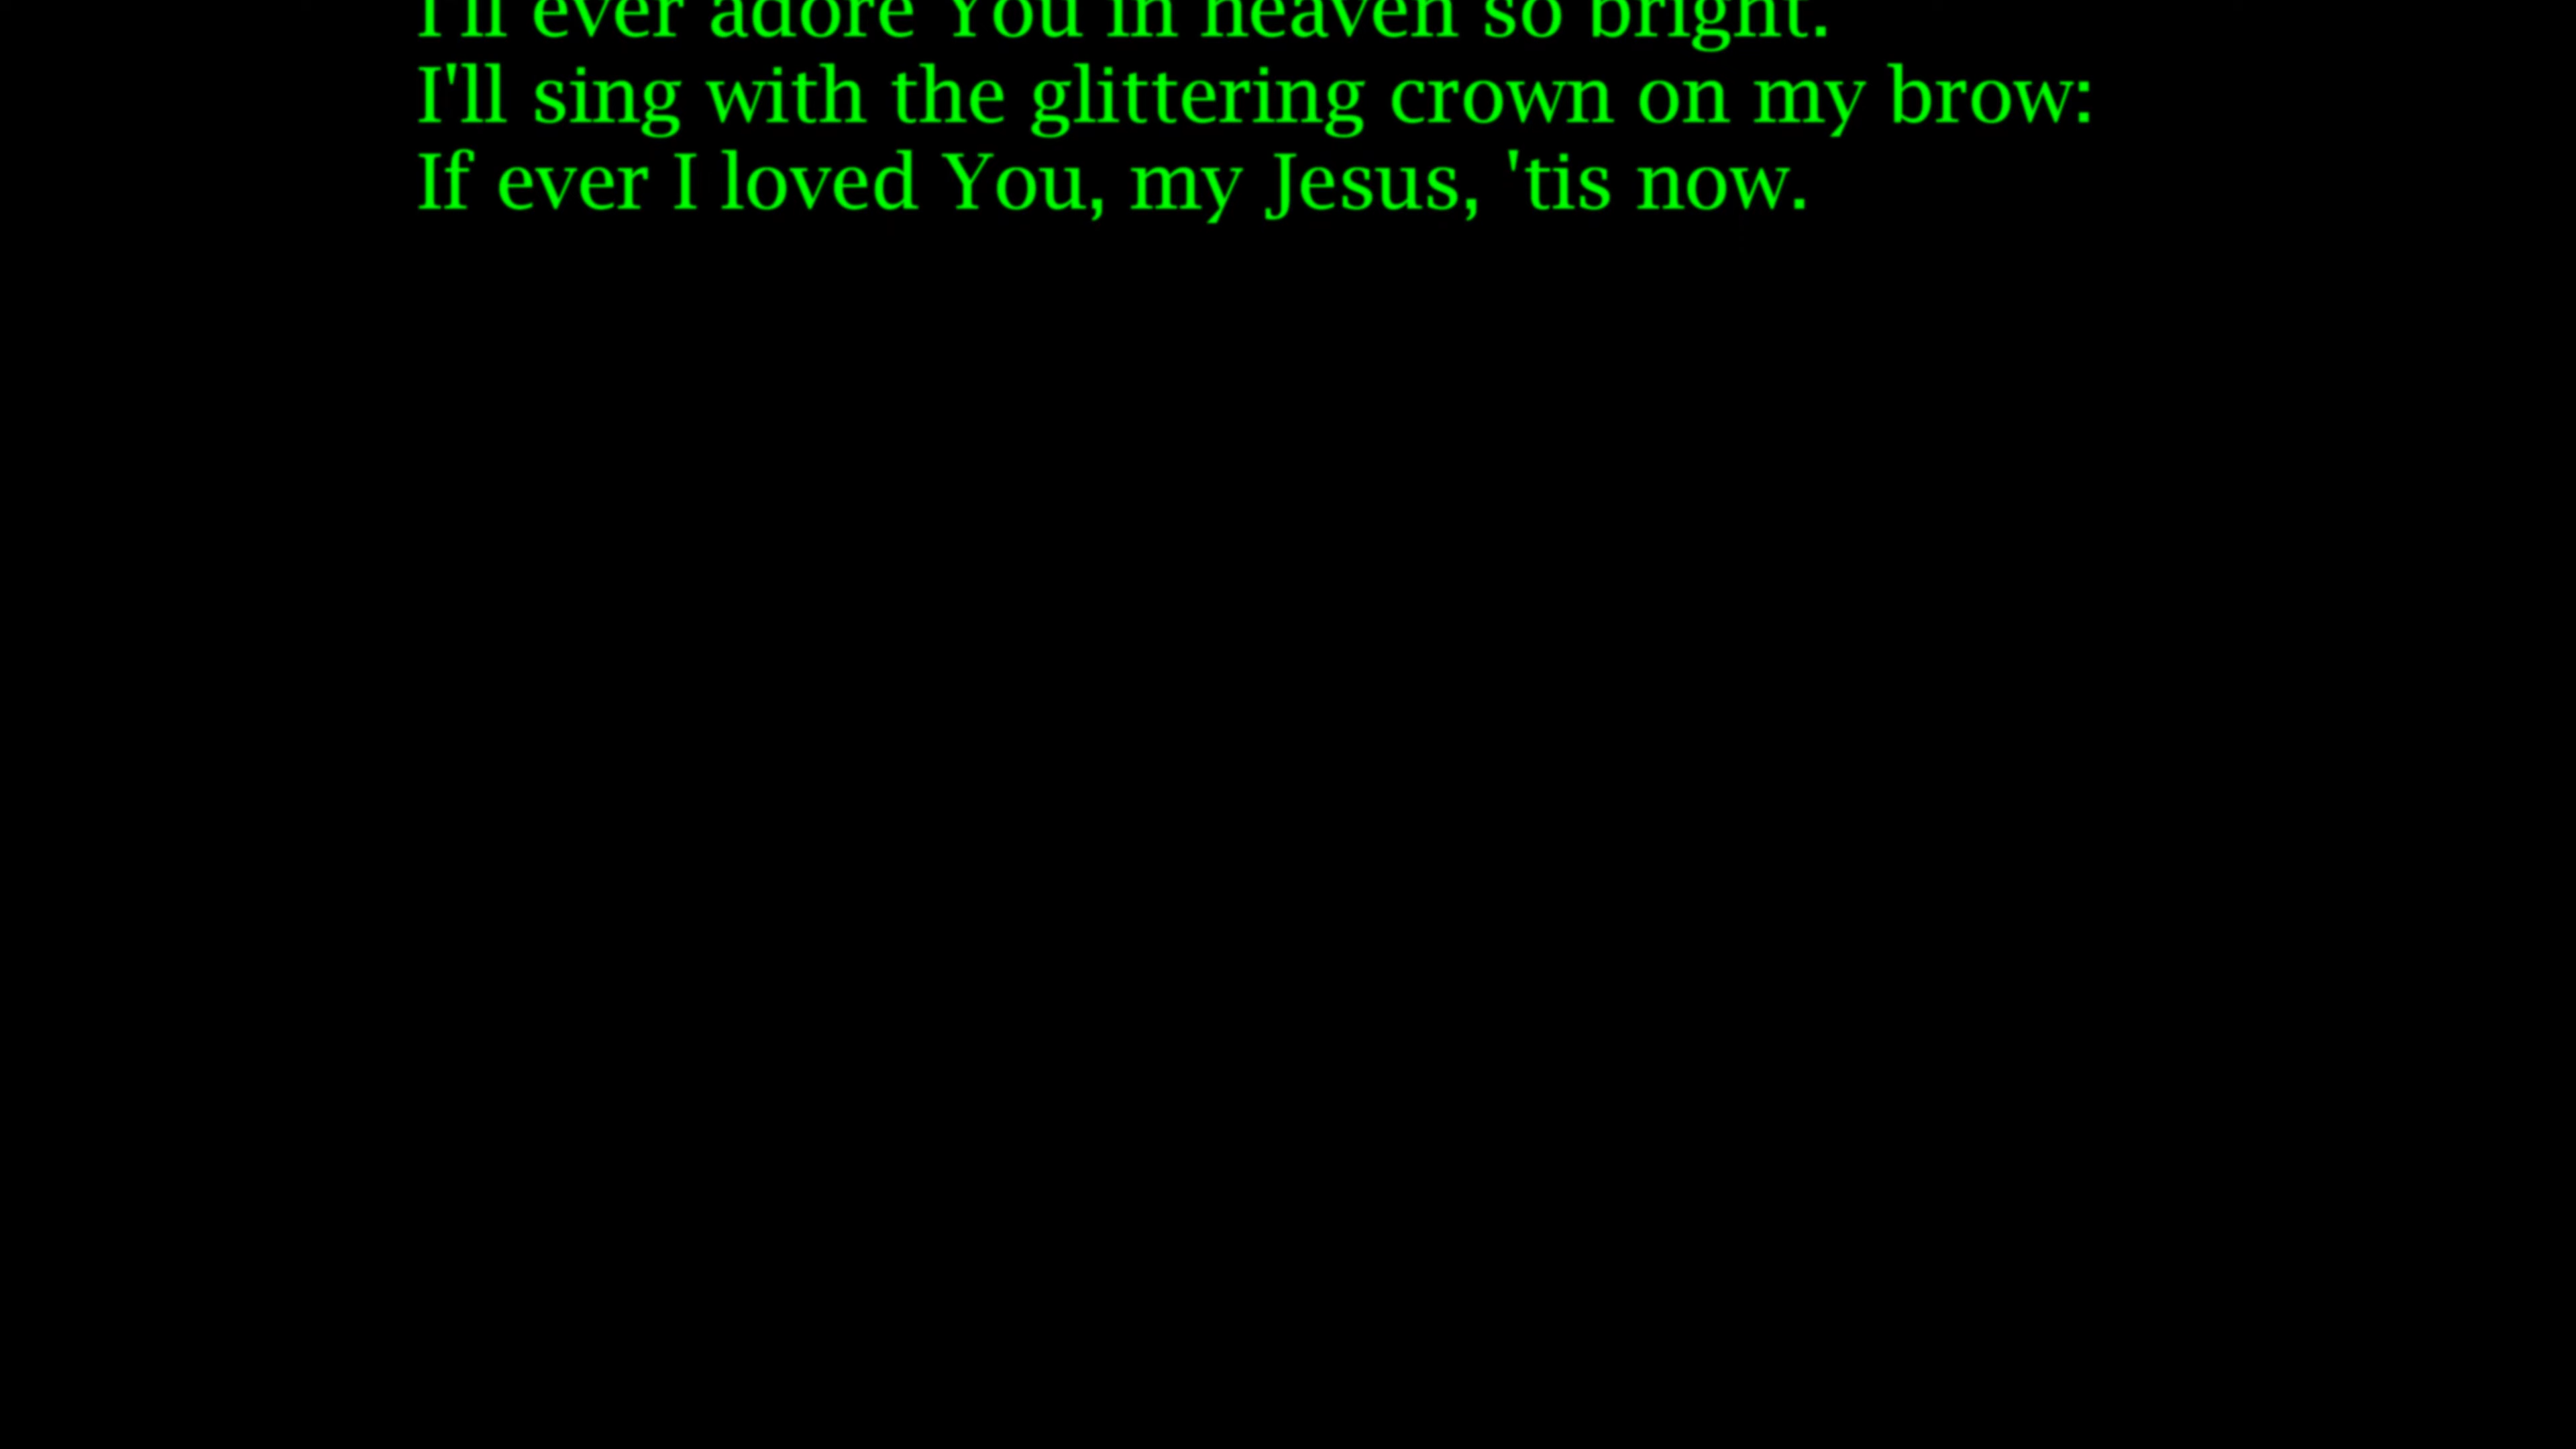 I'll ever adore You in heaven so bright.
I'll sing with the glittering crown on my brow:
If ever I loved You, my Jesus, 'tis now.